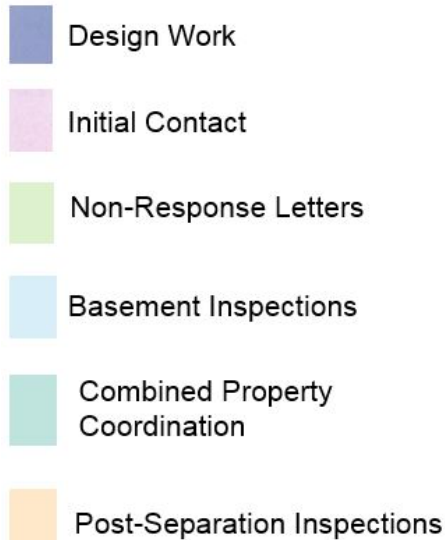 Design Work
Initial Contact
Non-Response Letters
Basement Inspections
Combined Property
Coordination
Post-Separation Inspections